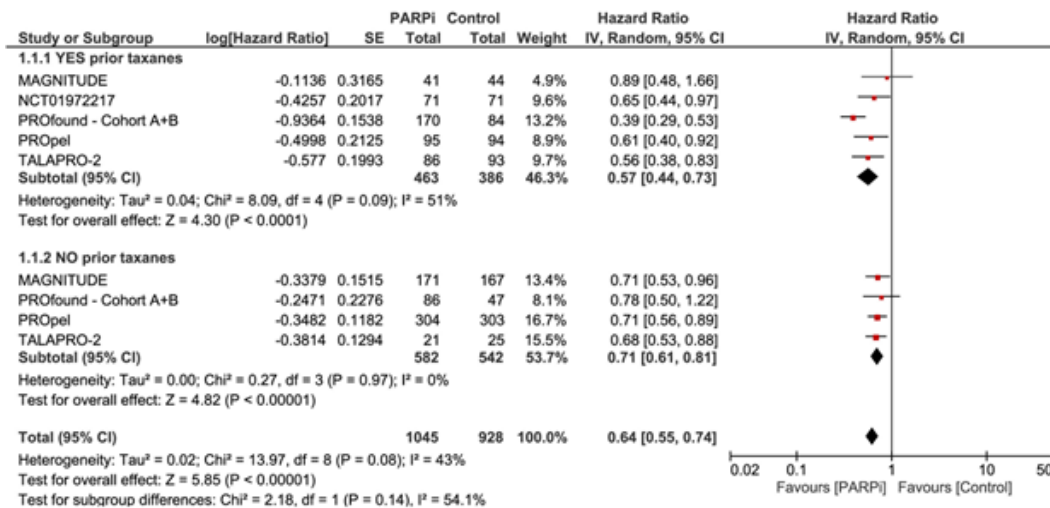 PARPi Control Hazard Ratio Hazard Ratio
Study or Subgroup log[Hazard Ratio] SE Total Total Weight IV, Random, 95% CI IV, Random, 95% CI
1.1.1 YES prior taxanes
MAGNITUDE -0.1136 0.3165 41 44 4.9% 0.89 [0.48, 1.66]
NCT01972217 -0.4257 0.2017 71 71 9.6% 0.65 [0.44, 0.97]
PROfound - Cohort A+B -0.9364 0.1538 170 84 13.2% 0.39 [0.29, 0.53]
PROpel -0.4998 0.2125 95 94 8.9% 0.61 [0.40, 0.92]
TALAPRO-2 -0.577 0.1993 86 93 9.7% 0.56 [0.38, 0.83]
Subtotal (95% CI) 463 386 46.3% 0.57 [0.44, 0.73]
Heterogeneity: Tau² = 0.04; Chi² = 8.09, df = 4 (P = 0.09); I² = 51%
Test for overall effect: Z = 4.30 (P < 0.0001)
1.1.2 NO prior taxanes
MAGNITUDE -0.3379 0.1515 171 167 13.4% 0.71 [0.53, 0.96]
PROfound - Cohort A+B -0.2471 0.2276 86 47 8.1% 0.78 [0.50, 1.22]
PROpel -0.3482 0.1182 304 303 16.7% 0.71 [0.56, 0.89]
TALAPRO-2 -0.3814 0.1294 21 25 15.5% 0.68 [0.53, 0.88]
Subtotal (95% CI) 582 542 53.7% 0.71 [0.61, 0.81]
Heterogeneity: Tau² = 0.00; Chi² = 0.27, df = 3 (P = 0.97); I² = 0%
Test for overall effect: Z = 4.82 (P < 0.00001)
Total (95% CI) 1045 928 100.0% 0.64 [0.55, 0.74]
Heterogeneity: Tau² = 0.02; Chi² = 13.97, df = 8 (P = 0.08); I² = 43%
Test for overall effect: Z = 5.85 (P < 0.00001)
Test for subgroup differences: Chi² = 2.18, df = 1 (P = 0.14), I² = 54.1%
0.02 0.1 1 10 50
Favours [PARPi] Favours [Control]